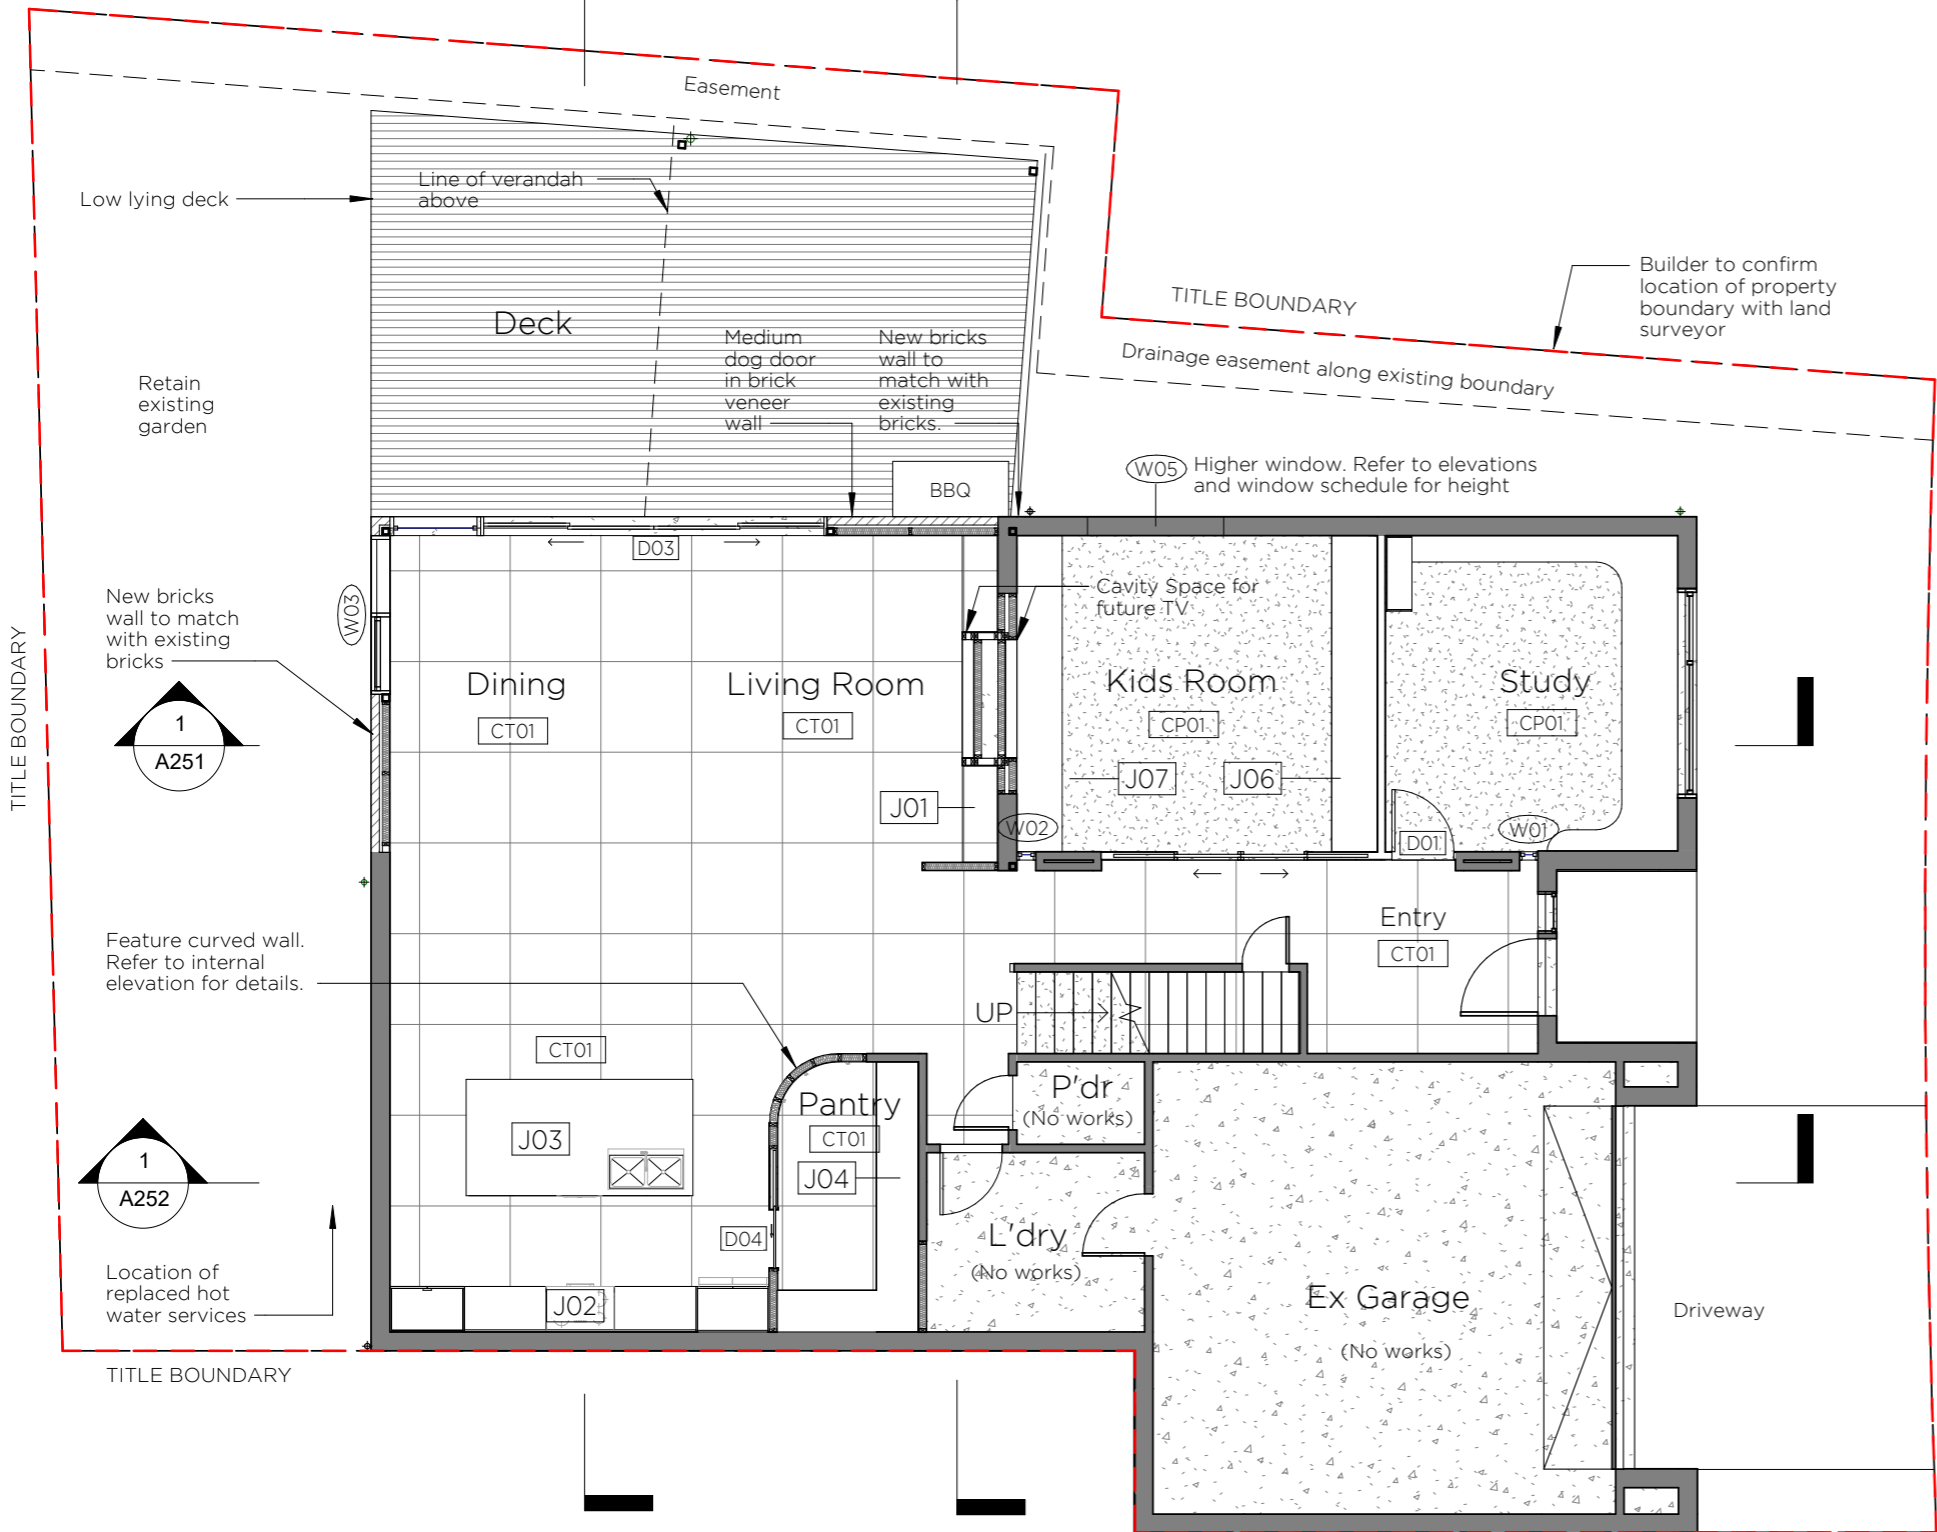 Easement
Low lying deck
Line of verandah
above
Builder to confirm
location of property
boundary with land
surveyor
TITLE BOUNDARY
Deck
Medium
dog door
in brick
veneer
wall
New bricks
wall to
match with
existing
bricks.
Drainage easement along existing boundary
Retain
existing
garden
BBQ
W05
Higher window. Refer to elevations
and window schedule for height
D03
New bricks
wall to match
with existing
bricks
W03
Cavity Space for
future TV
TITLE BOUNDARY
Dining
CT01
Living Room
CT01
Kids Room
CP01
Study
CP01
1
A251
J01
J07
J06
W02
D01
W01
Feature curved wall.
Refer to internal
elevation for details.
Entry
CT01
UP
CT01
J03
Pantry
CT01
J04
P'dr
(No works)
1
A252
D04
L'dry
(No works)
Location of
replaced hot
water services
J02
Ex Garage
(No works)
Driveway
TITLE BOUNDARY